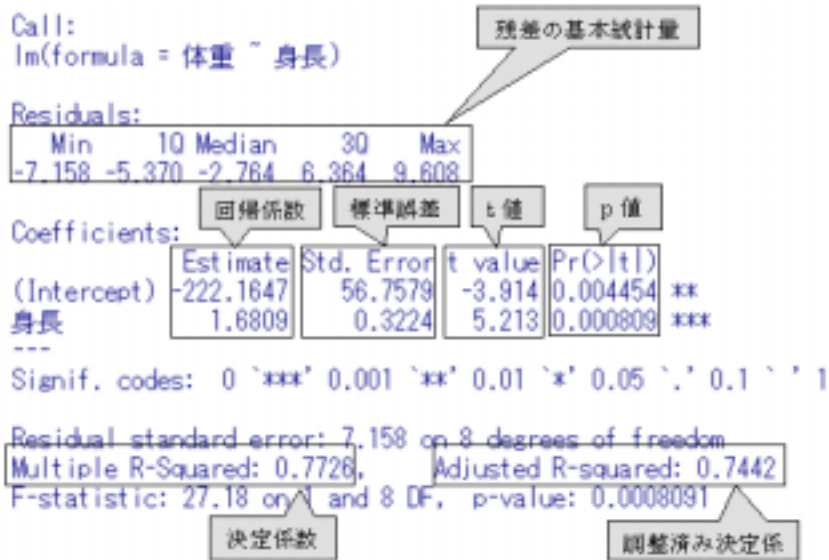 Call:
lm(formula = 体重 ~ 身長)
残差の基本統計量
Residuals:
Min 1Q Median 3Q Max
-7.158 -5.370 -2.764 6.364 9.608
回帰係数 標準誤差 t 値 p 値
Coefficients:
Estimate Std. Error t value Pr(>|t|)
(Intercept) -222.1647 56.7579 -3.914 0.004454 **
身長 1.6809 0.3224 5.213 0.000809 ***
---
Signif. codes: 0 `***' 0.001 `**' 0.01 `*' 0.05 `.' 0.1 ` ' 1
Residual standard error: 7.158 on 8 degrees of freedom
Multiple R-Squared: 0.7726, Adjusted R-squared: 0.7442
F-statistic: 27.18 on 1 and 8 DF, p-value: 0.0008091
決定係数 調整済み決定係